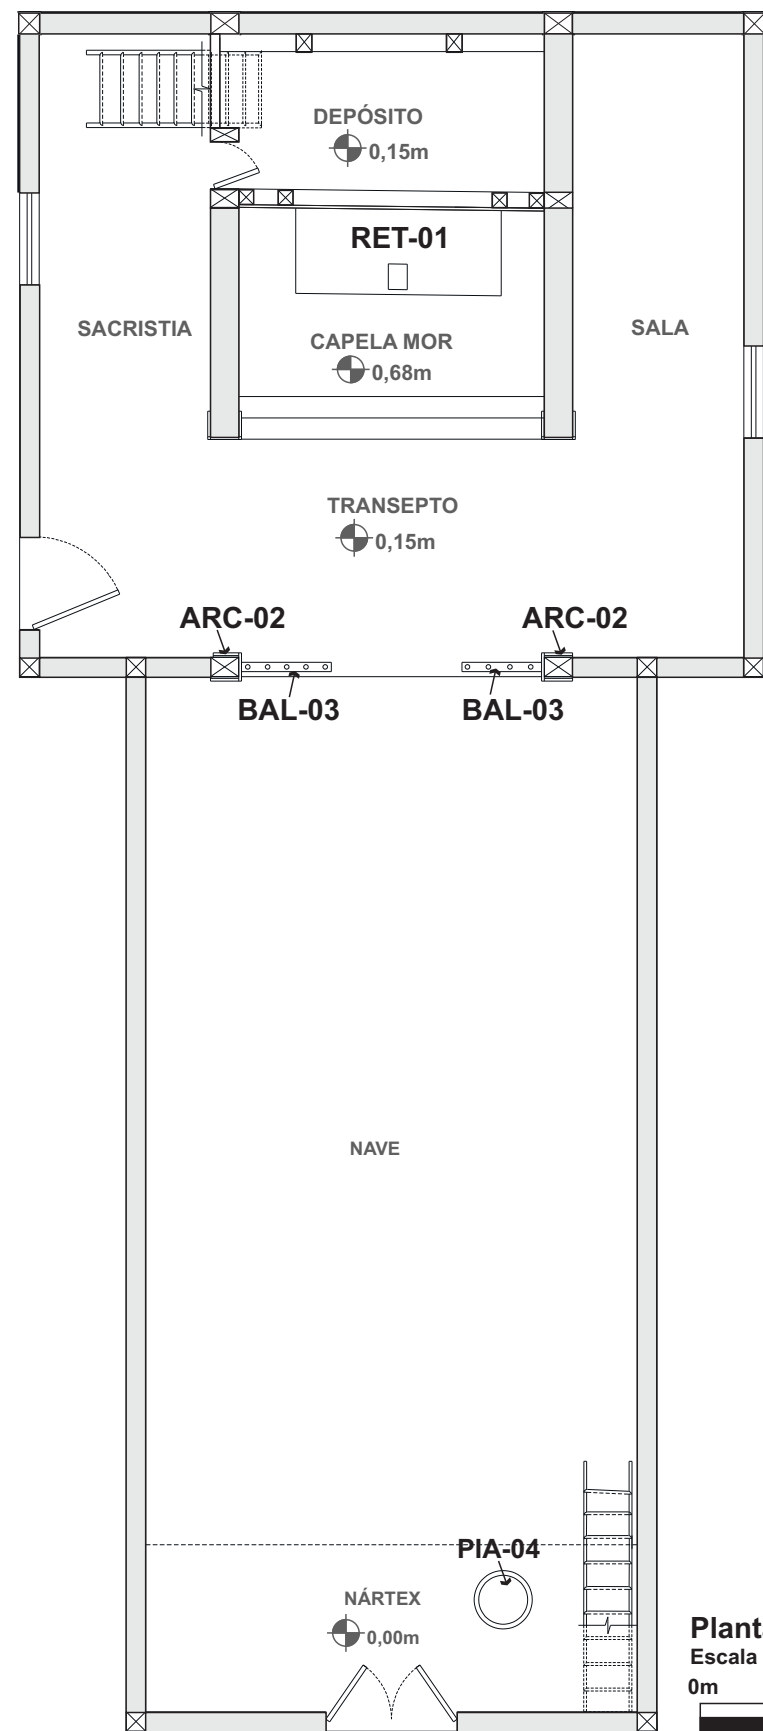 DEPÓSITO
0,15m
RET-01
SACRISTIA
SALA
CAPELA MOR
0,68m
TRANSEPTO
0,15m
ARC-02
ARC-02
BAL-03
BAL-03
NAVE
PIA-04
NÁRTEX
0,00m
Escala
0m